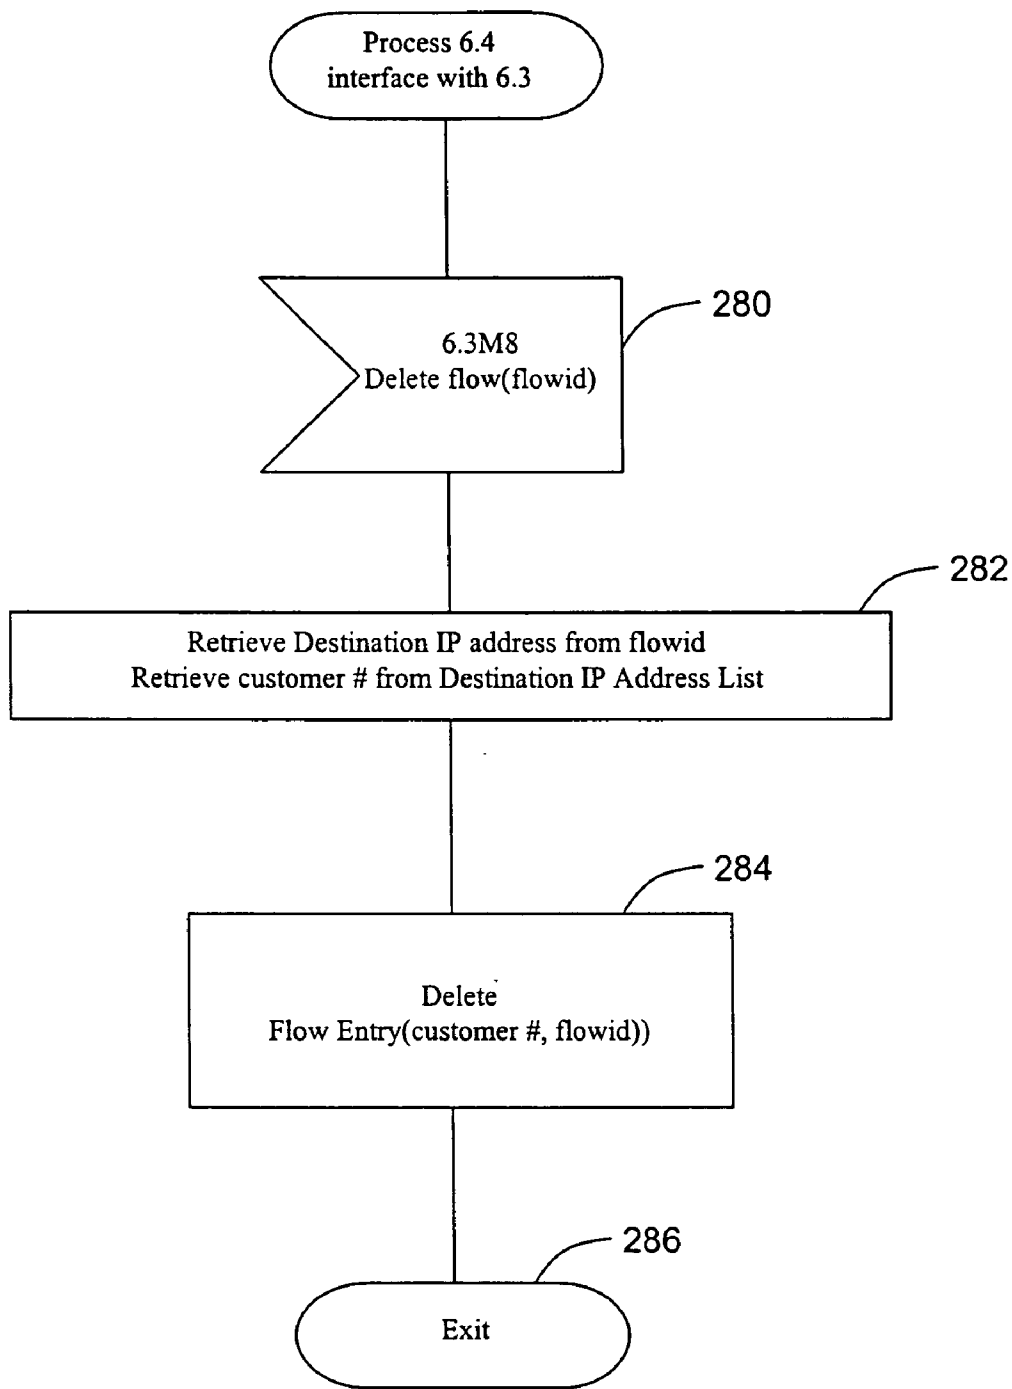 Process 6.4
interface with 6.3
280
6.3M8
Delete flow(flowid)
282
Retrieve Destination IP address from flowid
Retrieve customer # from Destination IP Address List
284
Delete
Flow Entry(customer #, flowid))
286
Exit